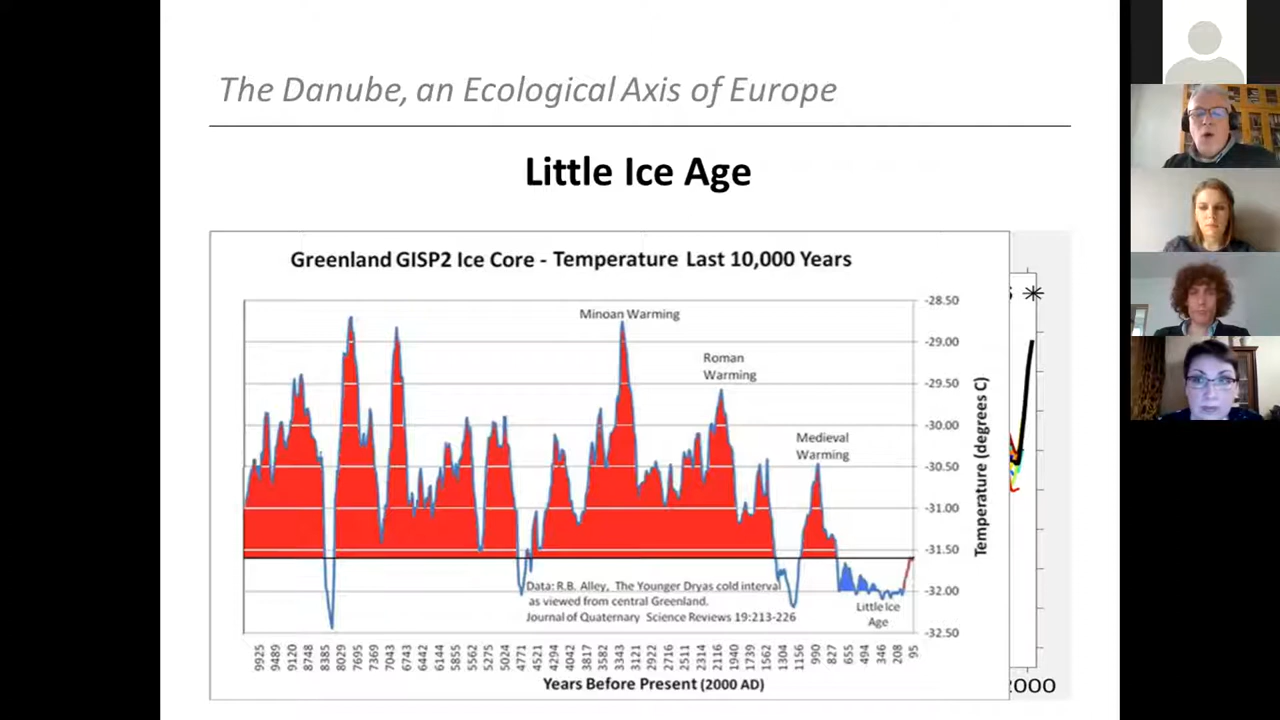 The Danube, an Ecological Axis of Europe
Little Ice Age
Greenland GISP2 Ice Core - Temperature Last 10,000 Years
Minoan Warming
Roman
Warming
Medieval
Warming
Data: R.B. Alley, The Younger Dryas cold interval
as viewed from central Greenland.
Journal of Quaternary Science Reviews 19:213-226
Little Ice
Age
-28.50
-29.00
-29.50
-30.00
-30.50
-31.00
-31.50
-32.00
-32.50
Temperature (degrees C)
9925 9489 9120 8748 8385 8029 7695 7369 7043 6743 6442 6144 5855 5562 5275 5024 4771 4521 4294 4042 3817 3582 3343 3121 2922 2716 2511 2314 2116 1940 1739 1562 1304 1156 990 827 655 494 346 208 95
Years Before Present (2000 AD)
2000